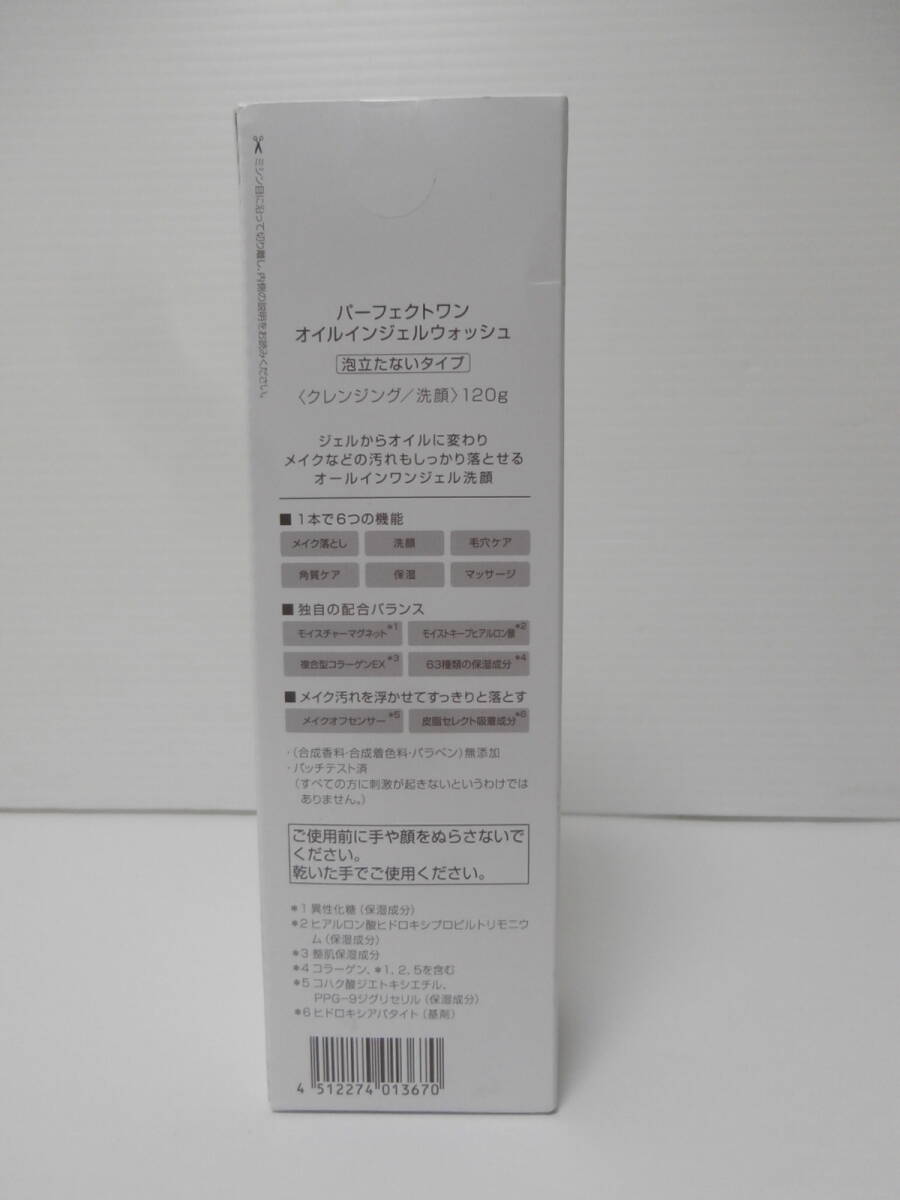 ✂ ミシン目に沿って切り離し、内側の説明をお読みください。
パーフェクトワン
オイルインジェルウォッシュ
泡立たないタイプ
〈クレンジング／洗顔〉120g
ジェルからオイルに変わり
メイクなどの汚れもしっかり落とせる
オールインワンジェル洗顔
■ 1本で6つの機能
メイク落とし 洗顔 毛穴ケア
角質ケア 保湿 マッサージ
■ 独自の配合バランス
モイスチャーマグネット*1 モイストキープヒアルロン酸*2
複合型コラーゲンEX*3 63種類の保湿成分*4
■ メイク汚れを浮かせてすっきりと落とす
メイクオフセンサー*5 皮脂セレクト吸着成分*6
・（合成香料・合成着色料・パラベン）無添加
・パッチテスト済
（すべての方に刺激が起きないというわけでは
ありません。）
ご使用前に手や顔をぬらさないで
ください。
乾いた手でご使用ください。
*1 異性化糖（保湿成分）
*2 ヒアルロン酸ヒドロキシプロピルトリモニウ
ム（保湿成分）
*3 整肌保湿成分
*4 コラーゲン、*1、2、5を含む
*5 コハク酸ジエトキシエチル、
PPG-9ジグリセリル（保湿成分）
*6 ヒドロキシアパタイト（基剤）
4 512274 013670